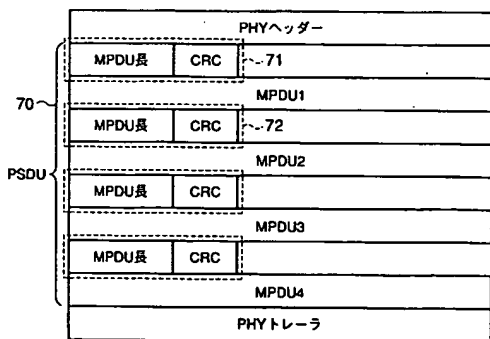 PHYヘッダー
MPDU長 CRC 71
70 MPDU1
MPDU長 CRC 72
PSDU MPDU2
MPDU長 CRC
MPDU3
MPDU長 CRC
MPDU4
PHYトレーラ